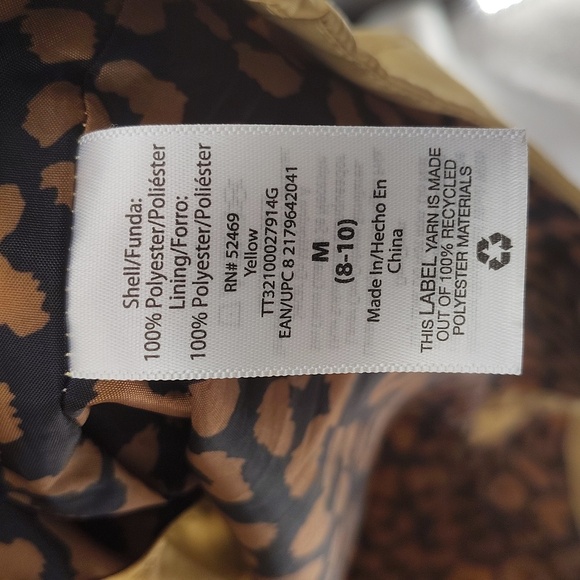 Shell/Funda:
100% Polyester/Poliéster
Lining/Forro:
100% Polyester/Poliéster
RN# 52469
Yellow
TT32100027914G
EAN/UPC 8 2179642041
M
(8-10)
Made In/Hecho En
China
THIS LABEL YARN IS MADE
OUT OF 100% RECYCLED
POLYESTER MATERIALS